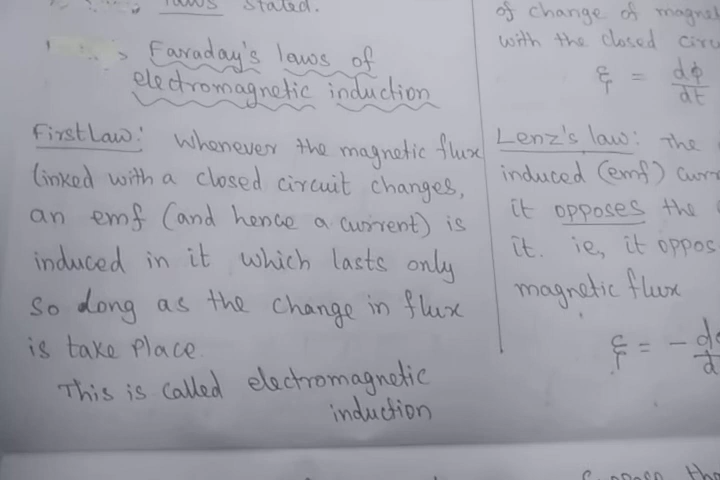 laws stated.
Faraday's laws of
electromagnetic induction
First Law: Whenever the magnetic flux
linked with a closed circuit changes,
an emf (and hence a current) is
induced in it which lasts only
so dong as the change in flux
is take place.
This is called electromagnetic
induction
of change of
with the closed
ξ = dφ/dt
Lenz's law: The
induced (emf)
it opposes the
it. ie, it
magnetic flux
ξ = -